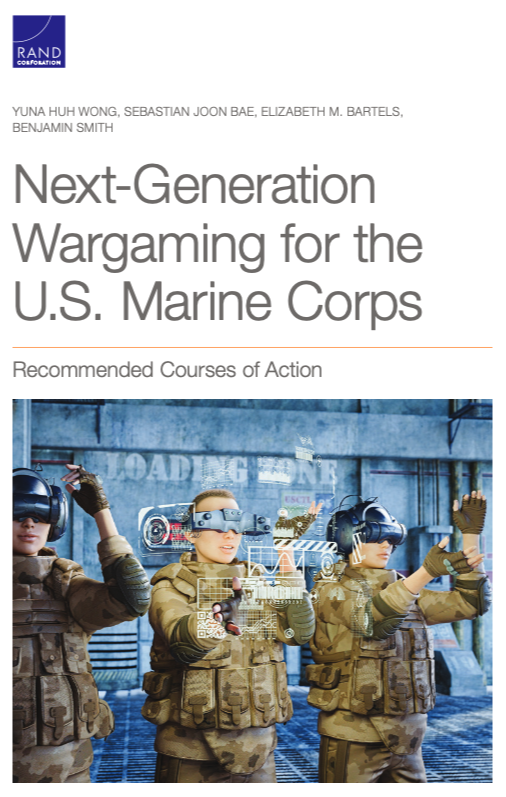 RAND
CORPORATION
YUNA HUH WONG, SEBASTIAN JOON BAE, ELIZABETH M. BARTELS,
BENJAMIN SMITH
Next-Generation
Wargaming for the
U.S. Marine Corps
Recommended Courses of Action
LOADING ZONE